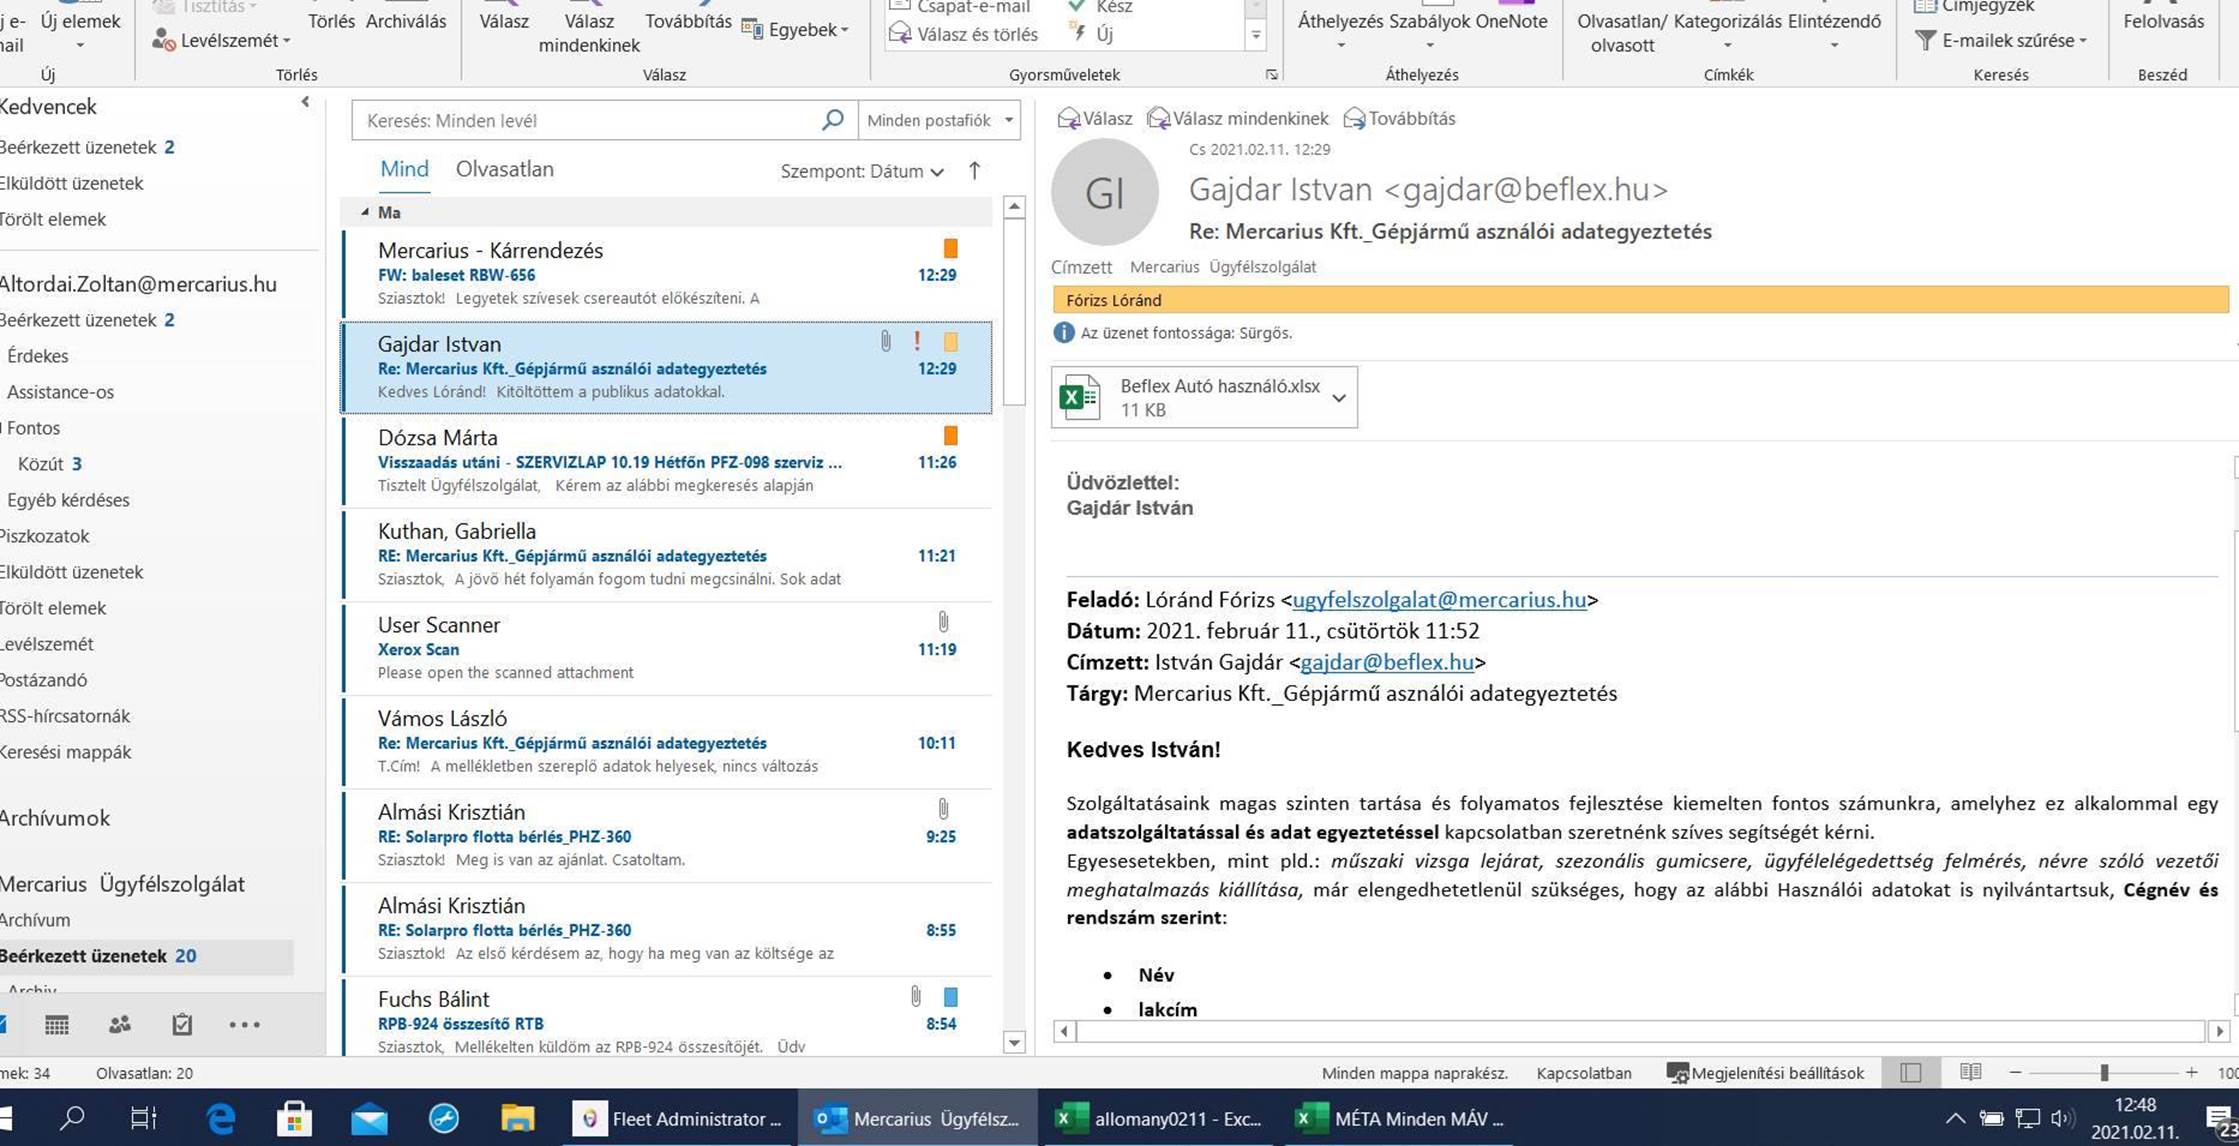 Új elemek
Tisztítás
Levélszemét
Törlés
Archiválás
Válasz
Válasz mindenkinek
Továbbítás
Egyebek
Csapat-e-mail
Kész
Válasz és törlés
Új
Áthelyezés
Szabályok
OneNote
Olvasatlan/ olvasott
Kategorizálás
Elintézendő
Címjegyzék
E-mailek szűrése
Felolvasás
Új
Törlés
Válasz
Gyorsműveletek
Áthelyezés
Címkék
Keresés
Beszéd
Kedvencek
Beérkezett üzenetek 2
Elküldött üzenetek
Törölt elemek
Altordai.Zoltan@mercarius.hu
Beérkezett üzenetek 2
Érdekes
Assistance-os
Fontos
Közút 3
Egyéb kérdéses
Piszkozatok
Elküldött üzenetek
Törölt elemek
Levélszemét
Postázandó
RSS-hírcsatornák
Keresési mappák
Archívumok
Mercarius Ügyfélszolgálat
Archívum
Beérkezett üzenetek 20
Archiv
Keresés: Minden levél
Minden postafiók
Mind
Olvasatlan
Szempont: Dátum
Ma
Mercarius - Kárrendezés
FW: baleset RBW-656 12:29
Sziasztok! Legyetek szívesek csereautót előkészíteni. A
Gajdar Istvan
Re: Mercarius Kft._Gépjármű asználói adategyeztetés 12:29
Kedves Lóránd! Kitöltöttem a publikus adatokkal.
Dózsa Márta
Visszaadás utáni - SZERVIZLAP 10.19 Hétfőn PFZ-098 szerviz ... 11:26
Tisztelt Ügyfélszolgálat, Kérem az alábbi megkeresés alapján
Kuthan, Gabriella
RE: Mercarius Kft._Gépjármű asználói adategyeztetés 11:21
Sziasztok, A jövő hét folyamán fogom tudni megcsinálni. Sok adat
User Scanner
Xerox Scan 11:19
Please open the scanned attachment
Vámos László
Re: Mercarius Kft._Gépjármű asználói adategyeztetés 10:11
T.Cím! A mellékletben szereplő adatok helyesek, nincs változás
Almási Krisztián
RE: Solarpro flotta bérlés_PHZ-360 9:25
Sziasztok! Meg is van az ajánlat. Csatoltam.
Almási Krisztián
RE: Solarpro flotta bérlés_PHZ-360 8:55
Sziasztok! Az első kérdésem az, hogy ha meg van az költsége az
Fuchs Bálint
RPB-924 összesítő RTB 8:54
Sziasztok, Mellékelten küldöm az RPB-924 összesítőjét. Üdv
Válasz
Válasz mindenkinek
Továbbítás
Cs 2021.02.11. 12:29
GI
Gajdar Istvan <gajdar@beflex.hu>
Re: Mercarius Kft._Gépjármű asználói adategyeztetés
Címzett Mercarius Ügyfélszolgálat
Fórizs Lóránd
Az üzenet fontossága: Sürgős.
Beflex Autó használó.xlsx
11 KB
Üdvözlettel:
Gajdár István
Feladó: Lóránd Fórizs <ugyfelszolgalat@mercarius.hu>
Dátum: 2021. február 11., csütörtök 11:52
Címzett: István Gajdár <gajdar@beflex.hu>
Tárgy: Mercarius Kft._Gépjármű asználói adategyeztetés
Kedves István!
Szolgáltatásaink magas szinten tartása és folyamatos fejlesztése kiemelten fontos számunkra, amelyhez ez alkalommal egy
adatszolgáltatással és adat egyeztetéssel kapcsolatban szeretnénk szíves segítségét kérni.
Egyesesetekben, mint pld.: műszaki vizsga lejárat, szezonális gumicsere, ügyfélelégedettség felmérés, névre szóló vezetői
meghatalmazás kiállítása, már elengedhetetlenül szükséges, hogy az alábbi Használói adatokat is nyilvántartsuk, Cégnév és
rendszám szerint:
• Név
• lakcím
mek: 34
Olvasatlan: 20
Minden mappa naprakész.
Kapcsolatban
Megjelenítési beállítások
100
Fleet Administrator ...
Mercarius Ügyfélsz...
allomany0211 - Exc...
MÉTA Minden MÁV ...
12:48
2021.02.11.
23